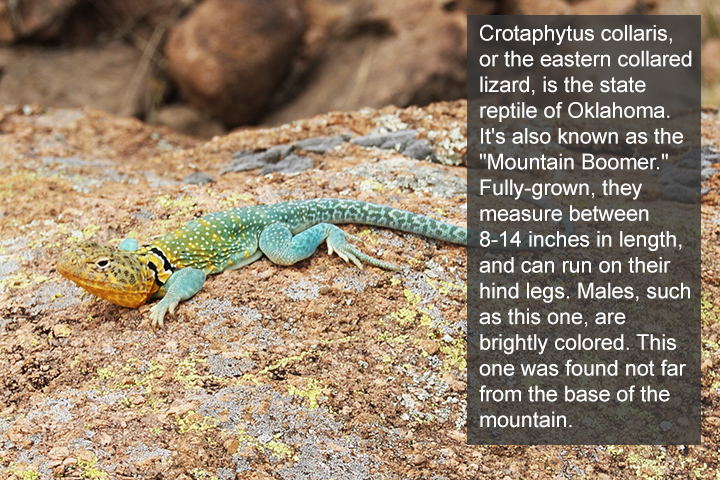 Crotaphytus collaris,
or the eastern collared
lizard, is the state
reptile of Oklahoma.
It's also known as the
"Mountain Boomer."
Fully-grown, they
measure between
8-14 inches in length,
and can run on their
hind legs. Males, such
as this one, are
brightly colored. This
one was found not far
from the base of the
mountain.